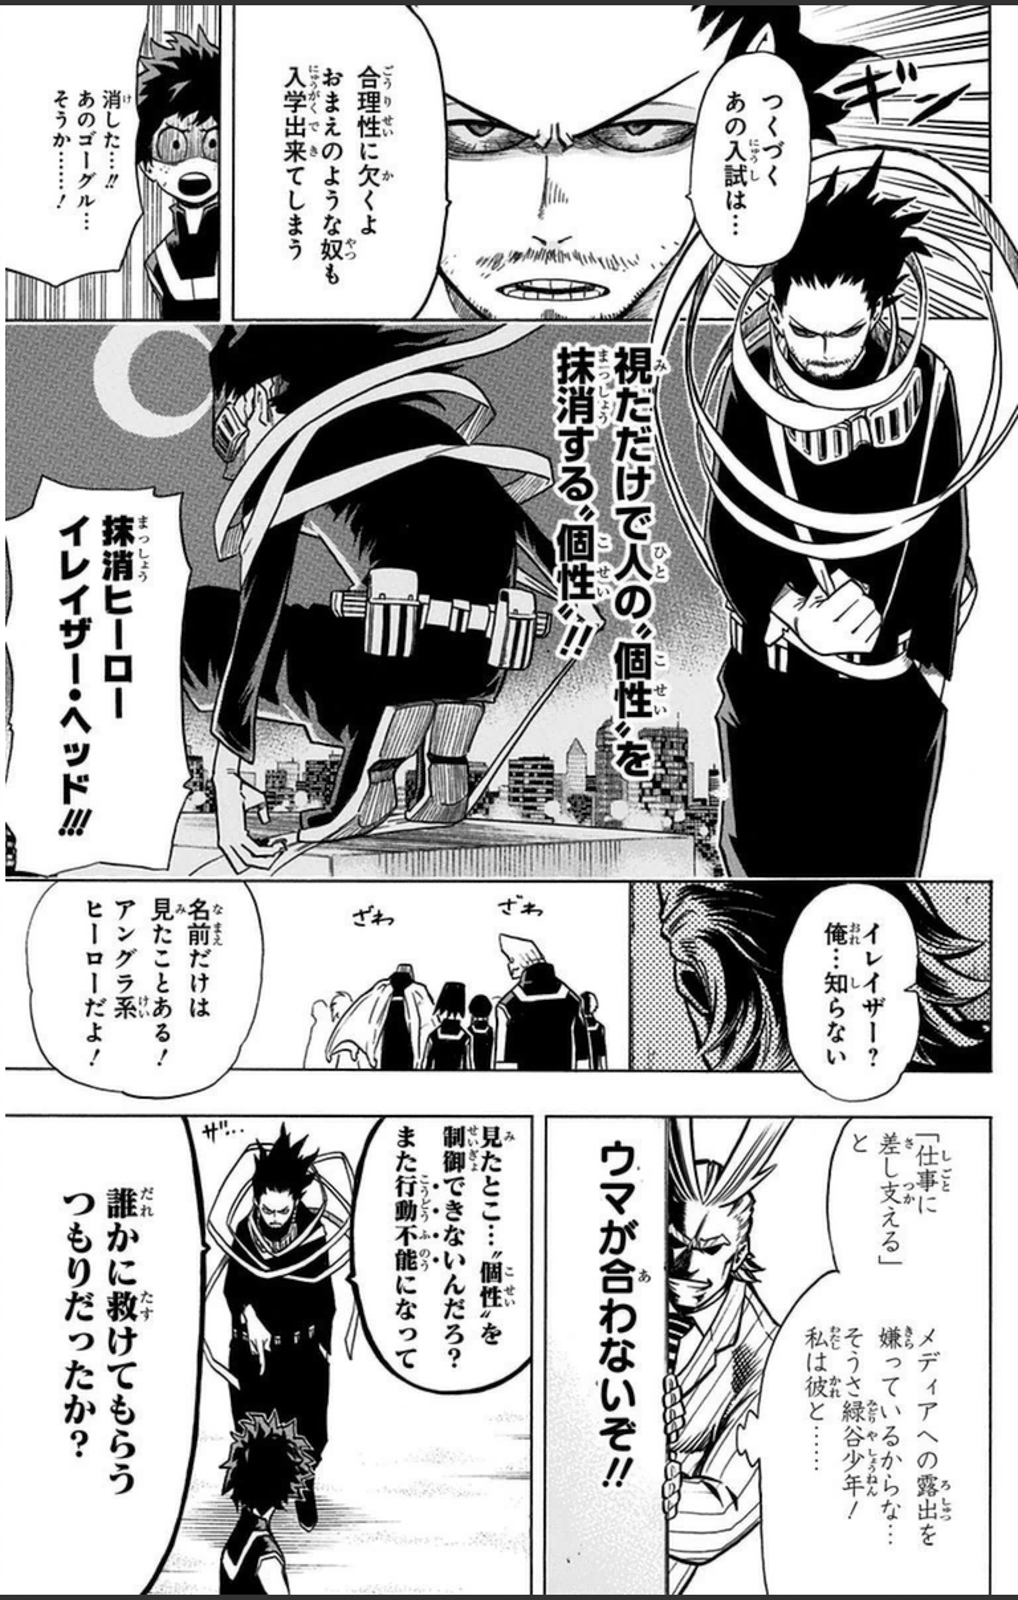 ギン
つくづく
あの入試は…
合理性に欠くよ
おまえのような奴も
入学出来てしまう
消した…!!
あのゴーグル…
そうか……!
視ただけで人の〝個性〟を
抹消する〝個性〟!!
抹消ヒーロー
イレイザー・ヘッド!!!
イレイザー?
俺…知らない
ざわ
ざわ
名前だけは
見たことある!
アングラ系
ヒーローだよ!
「仕事に
差し支える」
と
メディアへの露出を
嫌っているからな…
そうさ緑谷少年!
私は彼と……
ウマが合わないぞ!!
見たとこ…〝個性〟を
制御できないんだろ?
また行動不能になって
ザ…
誰かに救けてもらう
つもりだったか?